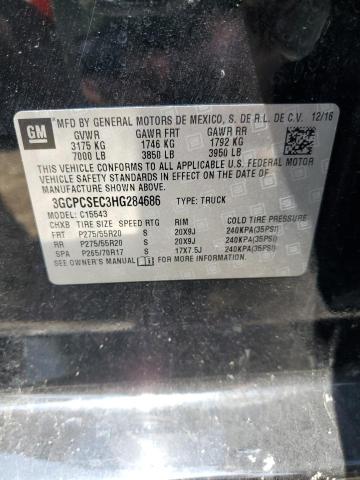 GM
MFD BY GENERAL MOTORS DE MEXICO, S. DE R.L. DE C.V. 12/16
GVWR GAWR FRT GAWR RR
3175 KG 1746 KG 1792 KG
7000 LB 3850 LB 3950 LB
THIS VEHICLE CONFORMS TO ALL APPLICABLE U.S. FEDERAL MOTOR
VEHICLE SAFETY STANDARDS IN EFFECT ON THE DATE OF MANUFACTURE SHOWN ABOVE.
3GCPCSEC3HG284686 TYPE: TRUCK
MODEL: C15543
CHXB TIRE SIZE SPEED RTG RIM COLD TIRE PRESSURE
FRT P275/55R20 S 20X9J 240KPA(35PSI)
RR P275/55R20 S 20X9J 240KPA(35PSI)
SPA P265/70R17 S 17X7.5J 240KPA(35PSI)
SEE OWNERS MANUAL FOR MORE INFORMATION.